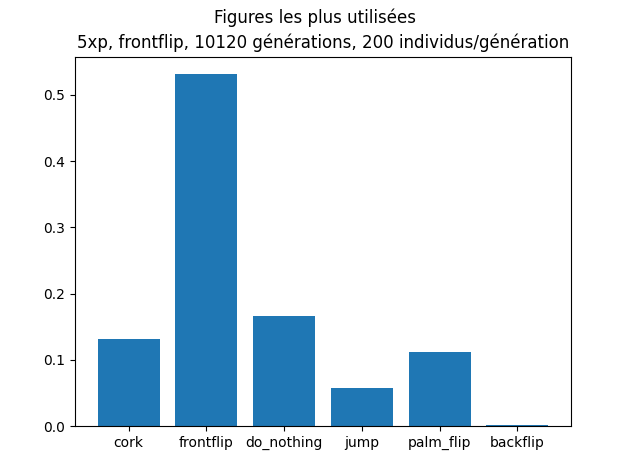 Figures les plus utilisées
5xp, frontflip, 10120 générations, 200 individus/génération
0.5
0.4
0.3
0.2
0.1
0.0
cork frontflip do_nothing jump palm_flip backflip